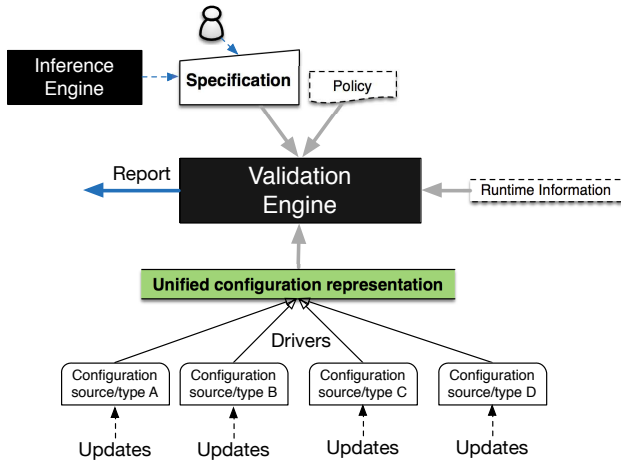 Inference
Engine
Specification
Policy
Report
Validation
Engine
Runtime Information
Unified configuration representation
Drivers
Configuration
source/type A
Configuration
source/type B
Configuration
source/type C
Configuration
source/type D
Updates
Updates
Updates
Updates